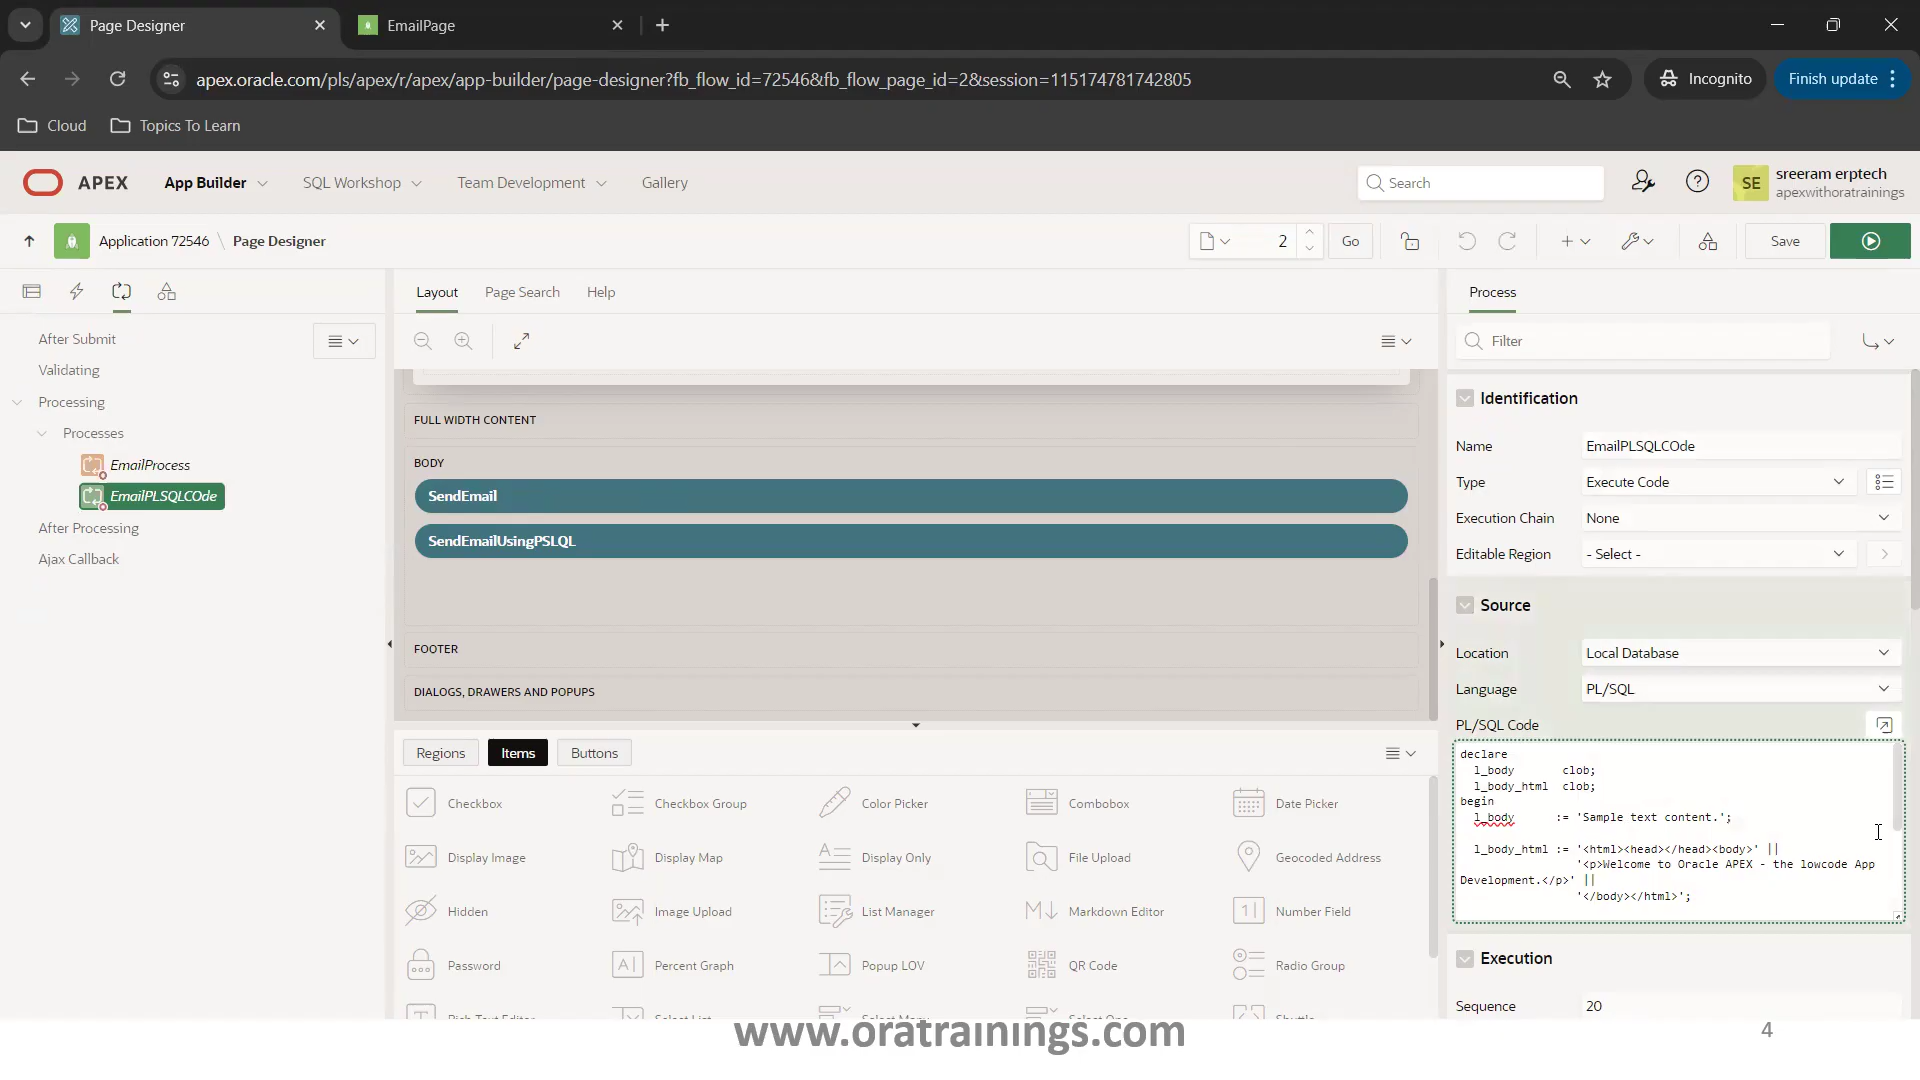 Page Designer
EmailPage
apex.oracle.com/pls/apex/r/apex/app-builder/page-designer?fb_flow_id=72546&fb_flow_page_id=2&session=115174781742805
Incognito
Finish update
Cloud
Topics To Learn
APEX
App Builder
SQL Workshop
Team Development
Gallery
Search
SE
sreeram erptech
apexwithoratrainings
Application 72546 \ Page Designer
2
Go
Save
After Submit
Validating
Processing
Processes
EmailProcess
EmailPLSQLCOde
After Processing
Ajax Callback
Layout
Page Search
Help
FULL WIDTH CONTENT
BODY
SendEmail
SendEmailUsingPSLQL
FOOTER
DIALOGS, DRAWERS AND POPUPS
Regions
Items
Buttons
Checkbox
Checkbox Group
Color Picker
Combobox
Date Picker
Display Image
Display Map
Display Only
File Upload
Geocoded Address
Hidden
Image Upload
List Manager
Markdown Editor
Number Field
Password
Percent Graph
Popup LOV
QR Code
Radio Group
Process
Filter
Identification
Name EmailPLSQLCOde
Type Execute Code
Execution Chain None
Editable Region - Select -
Source
Location Local Database
Language PL/SQL
PL/SQL Code
declare
l_body clob;
l_body_html clob;
begin
l_body := 'Sample text content.';
l_body_html := '<html><head></head><body>' ||
'<p>Welcome to Oracle APEX - the lowcode App
Development.</p>' ||
'</body></html>';
Execution
Sequence 20
www.oratrainings.com
4